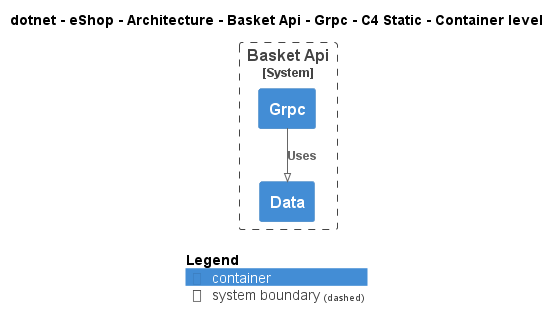 dotnet - eShop - Architecture - Basket Api - Grpc - C4 Static - Container level
Basket Api
[System]
Grpc
Uses
Data
Legend
container
system boundary (dashed)